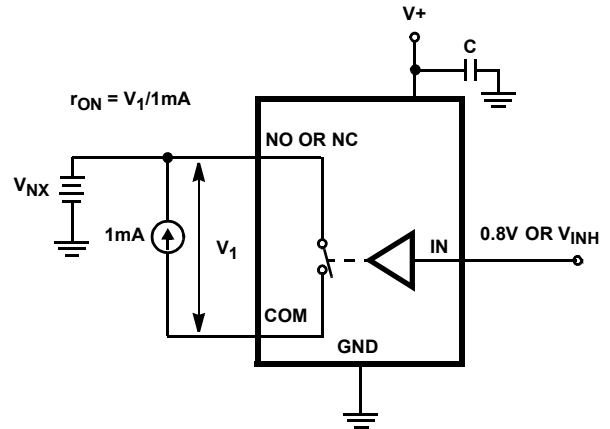 V+
C
rON = V1/1mA
NO OR NC
VNX
1mA
V1
IN
0.8V OR VINH
COM
GND